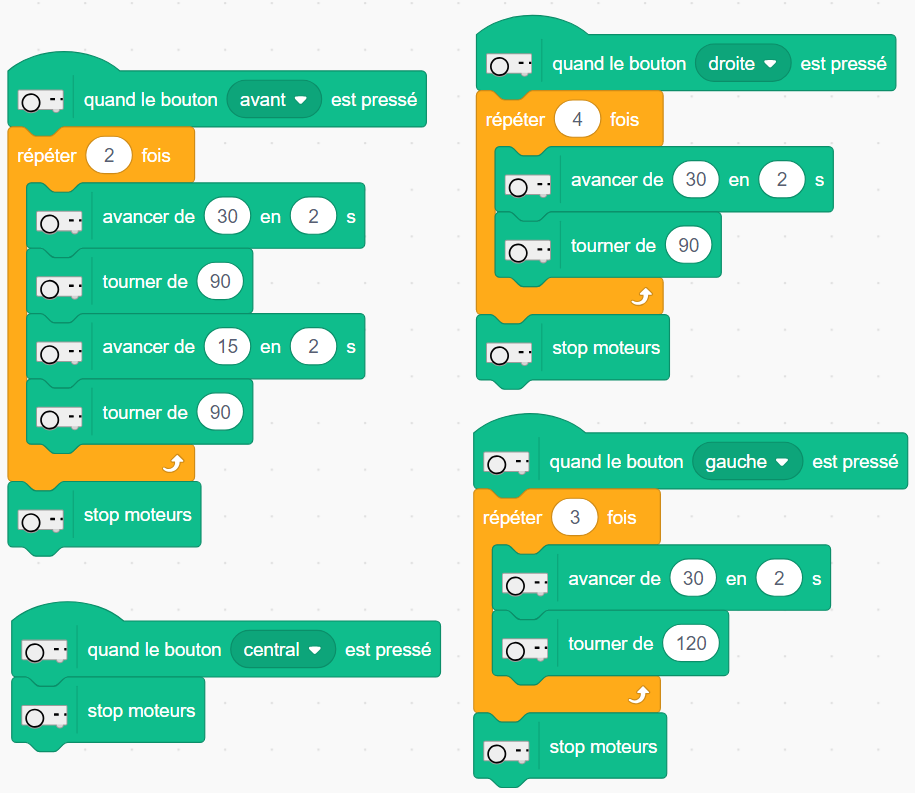 quand le bouton avant est pressé
répéter 2 fois
avancer de 30 en 2 s
tourner de 90
avancer de 15 en 2 s
tourner de 90
stop moteurs
quand le bouton central est pressé
stop moteurs
quand le bouton droite est pressé
répéter 4 fois
avancer de 30 en 2 s
tourner de 90
stop moteurs
quand le bouton gauche est pressé
répéter 3 fois
avancer de 30 en 2 s
tourner de 120
stop moteurs